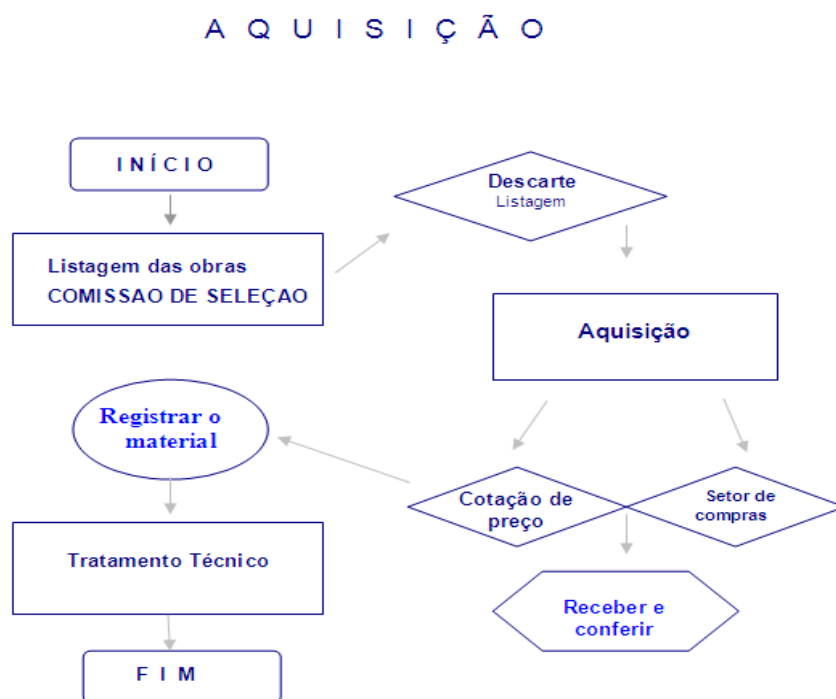 A Q U I S I Ç Ã O
I N Í C I O
Listagem das obras
COMISSAO DE SELEÇAO
Descarte
Listagem
Aquisição
Cotação de
preço
Setor de
compras
Receber e
conferir
Registrar o
material
Tratamento Técnico
F I M